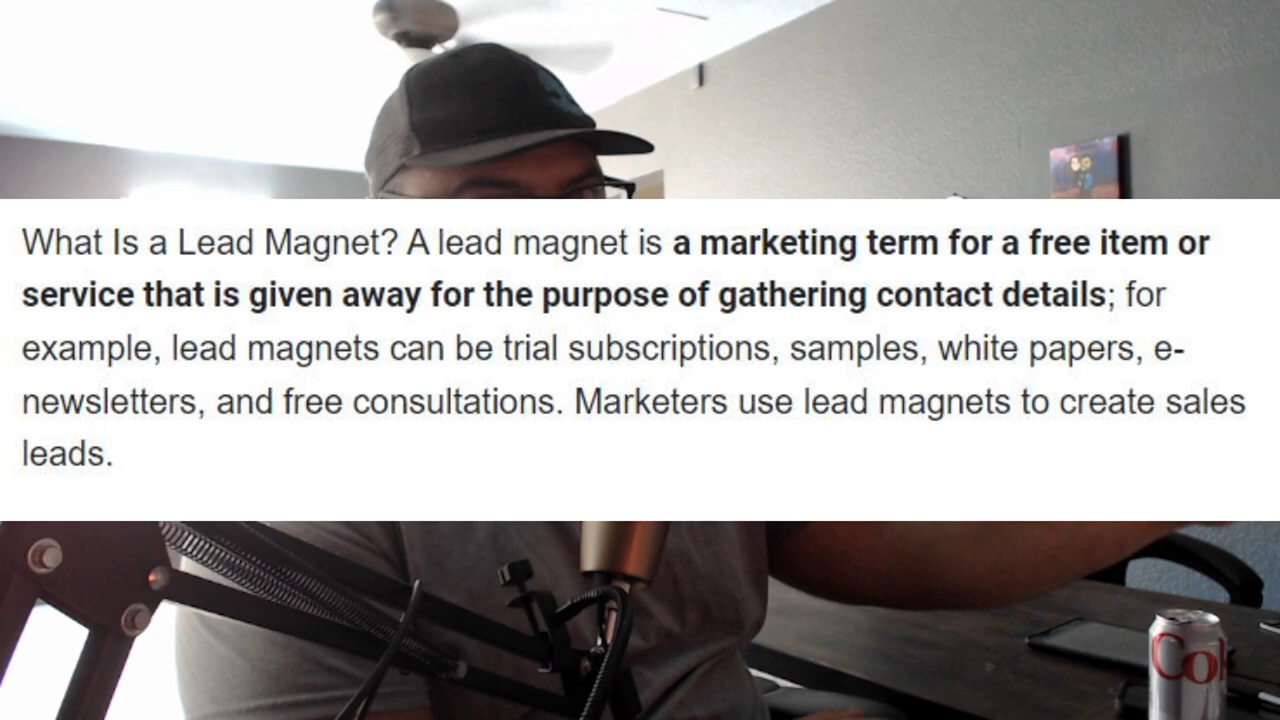 What Is a Lead Magnet? A lead magnet is a marketing term for a free item or
service that is given away for the purpose of gathering contact details; for
example, lead magnets can be trial subscriptions, samples, white papers, e-
newsletters, and free consultations. Marketers use lead magnets to create sales
leads.
Col